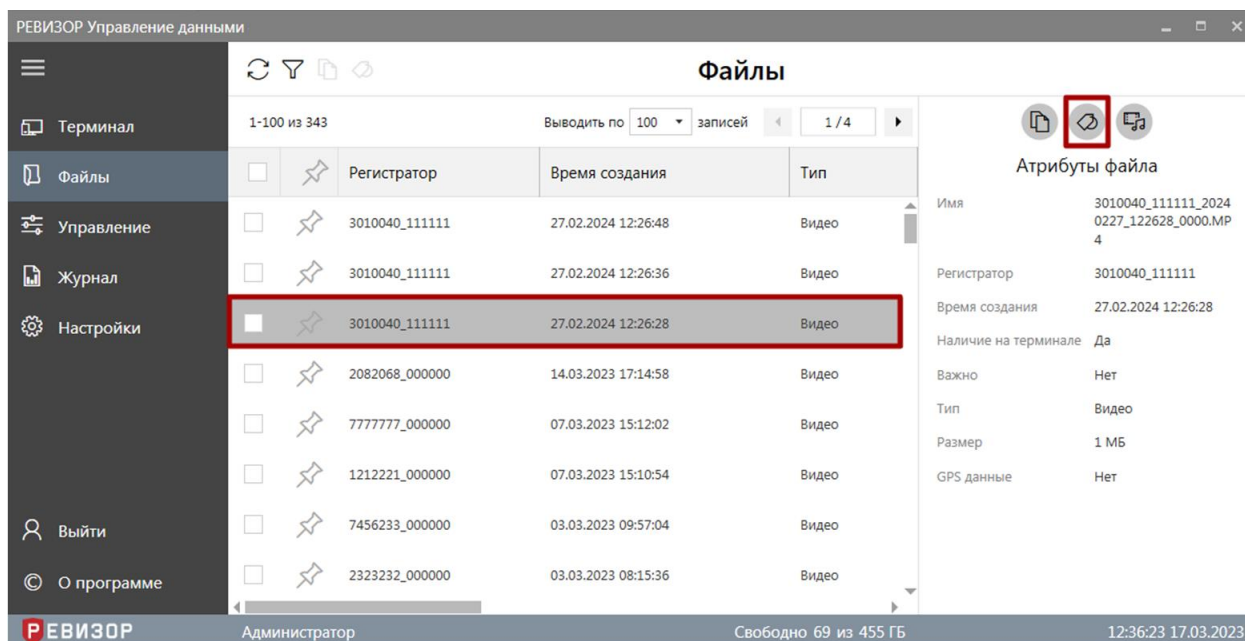 РЕВИЗОР Управление данными
Файлы
Терминал
Файлы
Управление
Журнал
Настройки
Выйти
О программе
1-100 из 343 Выводить по 100 записей 1 / 4
Регистратор Время создания Тип
3010040_111111 27.02.2024 12:26:48 Видео
3010040_111111 27.02.2024 12:26:36 Видео
3010040_111111 27.02.2024 12:26:28 Видео
2082068_000000 14.03.2023 17:14:58 Видео
7777777_000000 07.03.2023 15:12:02 Видео
1212221_000000 07.03.2023 15:10:54 Видео
7456233_000000 03.03.2023 09:57:04 Видео
2323232_000000 03.03.2023 08:15:36 Видео
Атрибуты файла
Имя 3010040_111111_2024
0227_122628_0000.MP
4
Регистратор 3010040_111111
Время создания 27.02.2024 12:26:28
Наличие на терминале Да
Важно Нет
Тип Видео
Размер 1 МБ
GPS данные Нет
РЕВИЗОР Администратор Свободно 69 из 455 ГБ 12:36:23 17.03.2023